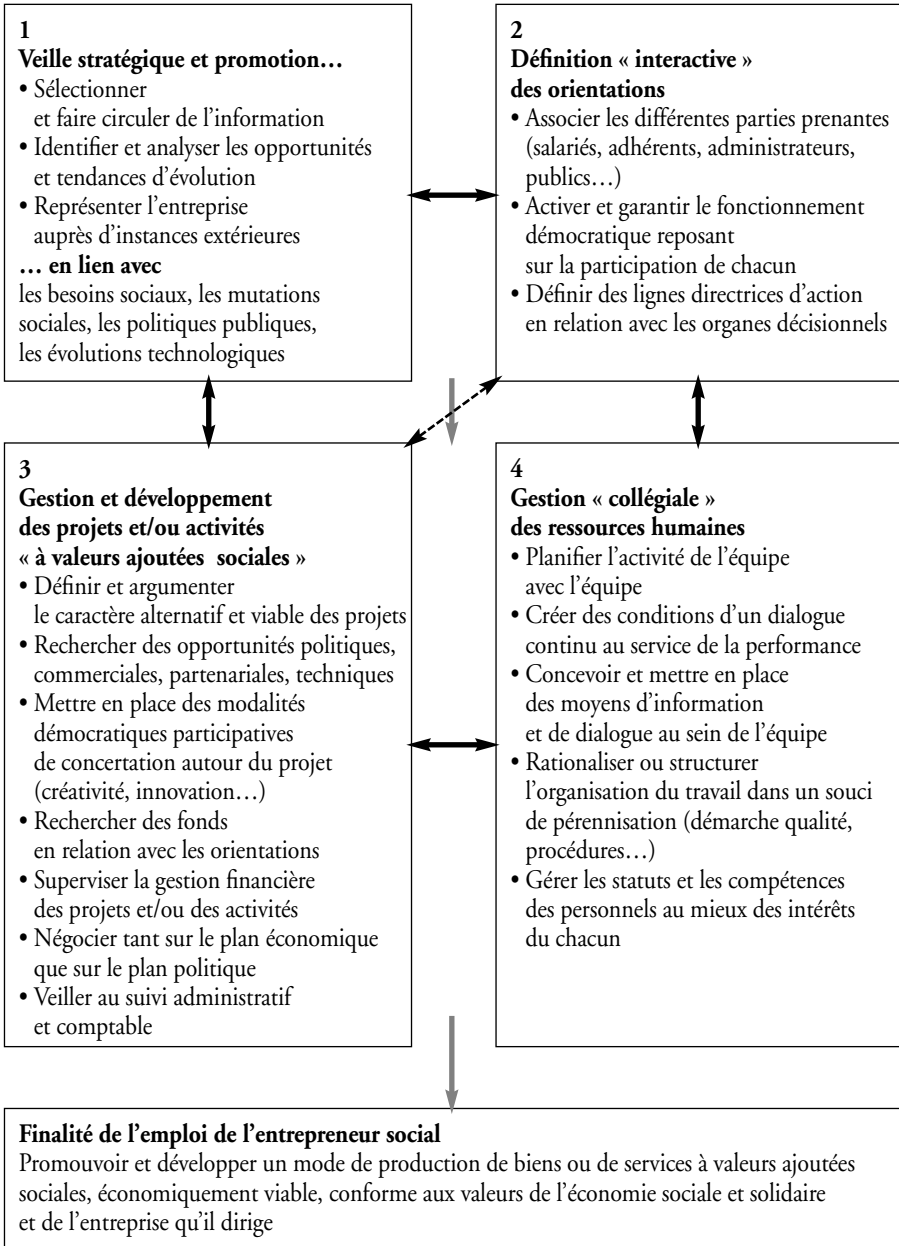 1
Veille stratégique et promotion…
• Sélectionner
et faire circuler de l’information
• Identifier et analyser les opportunités
et tendances d’évolution
• Représenter l’entreprise
auprès d’instances extérieures
… en lien avec
les besoins sociaux, les mutations
sociales, les politiques publiques,
les évolutions technologiques
2
Définition « interactive »
des orientations
• Associer les différentes parties prenantes
(salariés, adhérents, administrateurs,
publics…)
• Activer et garantir le fonctionnement
démocratique reposant
sur la participation de chacun
• Définir des lignes directrices d’action
en relation avec les organes décisionnels
3
Gestion et développement
des projets et/ou activités
« à valeurs ajoutées sociales »
• Définir et argumenter
le caractère alternatif et viable des projets
• Rechercher des opportunités politiques,
commerciales, partenariales, techniques
• Mettre en place des modalités
démocratiques participatives
de concertation autour du projet
(créativité, innovation…)
• Rechercher des fonds
en relation avec les orientations
• Superviser la gestion financière
des projets et/ou des activités
• Négocier tant sur le plan économique
que sur le plan politique
• Veiller au suivi administratif
et comptable
4
Gestion « collégiale »
des ressources humaines
• Planifier l’activité de l’équipe
avec l’équipe
• Créer des conditions d’un dialogue
continu au service de la performance
• Concevoir et mettre en place
des moyens d’information
et de dialogue au sein de l’équipe
• Rationaliser ou structurer
l’organisation du travail dans un souci
de pérennisation (démarche qualité,
procédures…)
• Gérer les statuts et les compétences
des personnels au mieux des intérêts
du chacun
Finalité de l’emploi de l’entrepreneur social
Promouvoir et développer un mode de production de biens ou de services à valeurs ajoutées
sociales, économiquement viable, conforme aux valeurs de l’économie sociale et solidaire
et de l’entreprise qu’il dirige